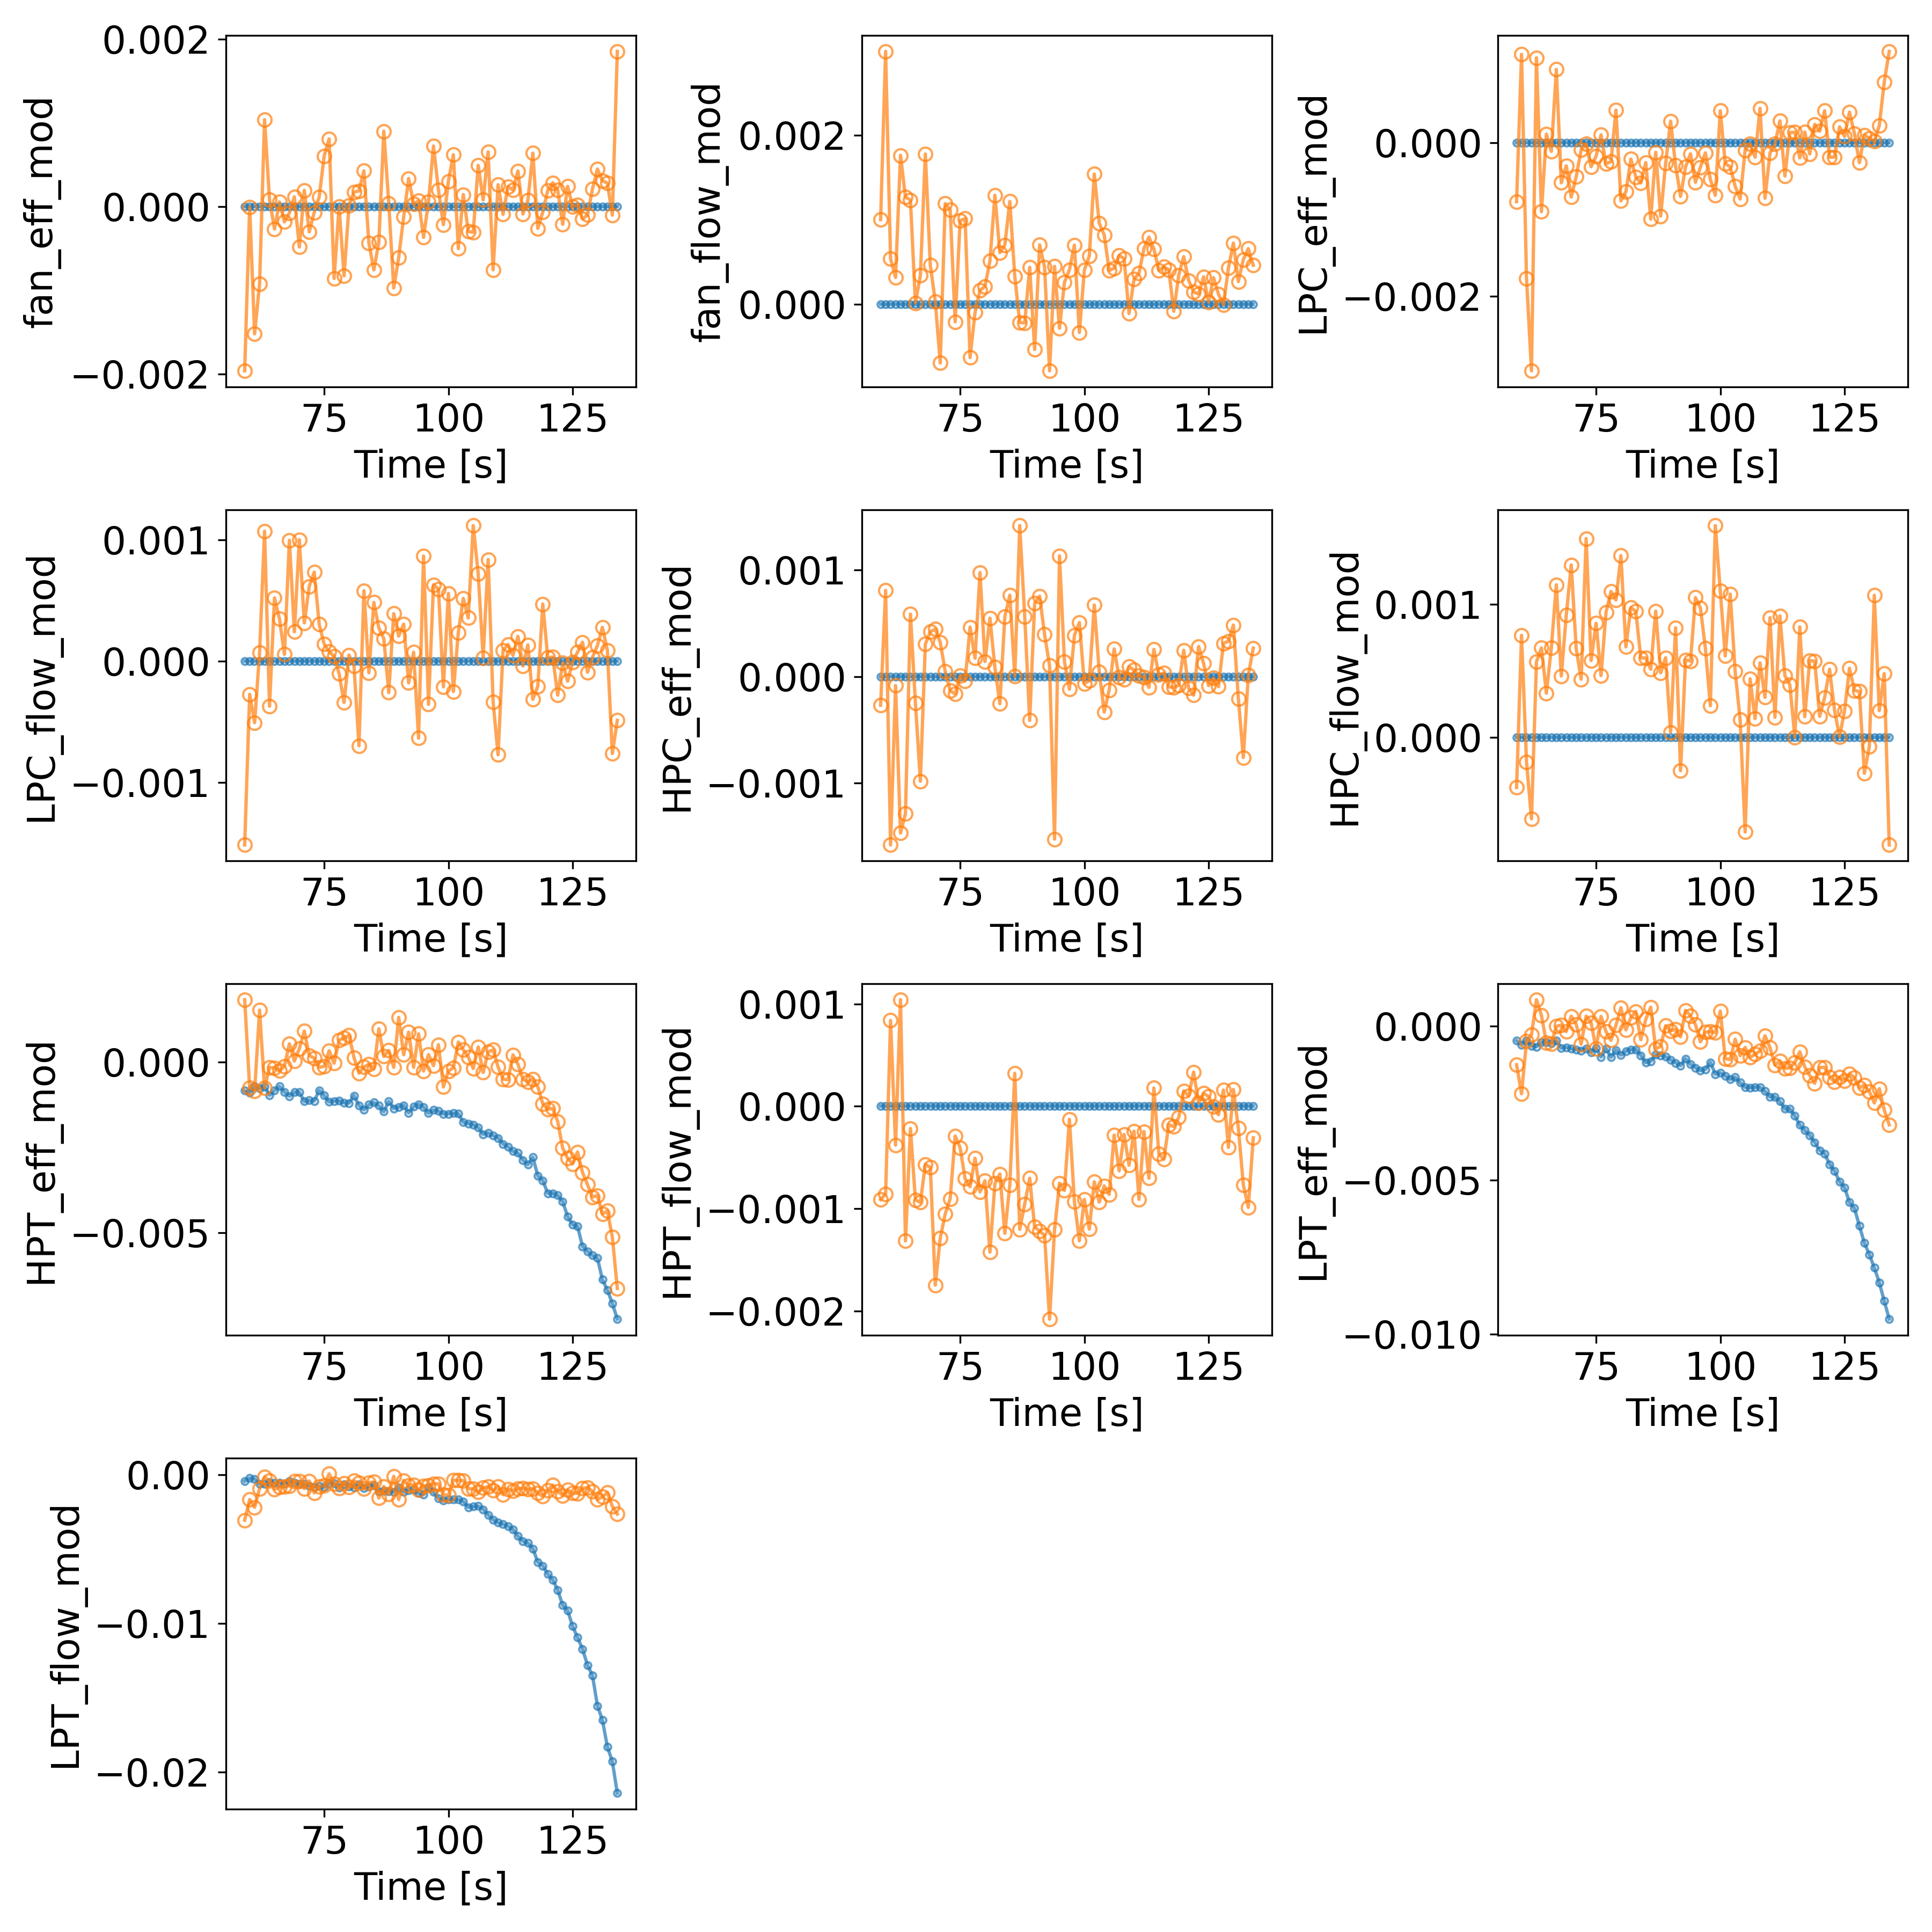 fan_eff_mod
0.002
0.000
−0.002
75 100 125
Time [s]
fan_flow_mod
0.002
0.000
75 100 125
Time [s]
LPC_eff_mod
0.000
−0.002
75 100 125
Time [s]
LPC_flow_mod
0.001
0.000
−0.001
75 100 125
Time [s]
HPC_eff_mod
0.001
0.000
−0.001
75 100 125
Time [s]
HPC_flow_mod
0.001
0.000
75 100 125
Time [s]
HPT_eff_mod
0.000
−0.005
75 100 125
Time [s]
HPT_flow_mod
0.001
0.000
−0.001
−0.002
75 100 125
Time [s]
LPT_eff_mod
0.000
−0.005
−0.010
75 100 125
Time [s]
LPT_flow_mod
0.00
−0.01
−0.02
75 100 125
Time [s]